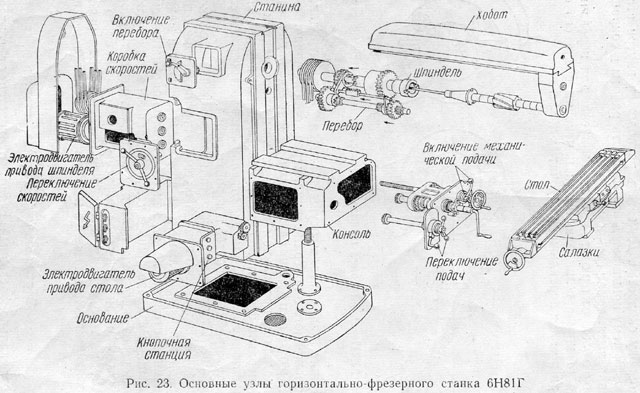 Включение
перебора
Станина
Хобот
Коробка
скоростей
Шпиндель
Перебор
Электродвигатель
привода шпинделя
Переключение
скоростей
Включение механи-
ческой подачи
Стол
Консоль
Салазки
Переключение
подач
Электродвигатель
привода стола
Основание
Кнопочная
станция
Рис. 23. Основные узлы горизонтально-фрезерного станка 6Н81Г